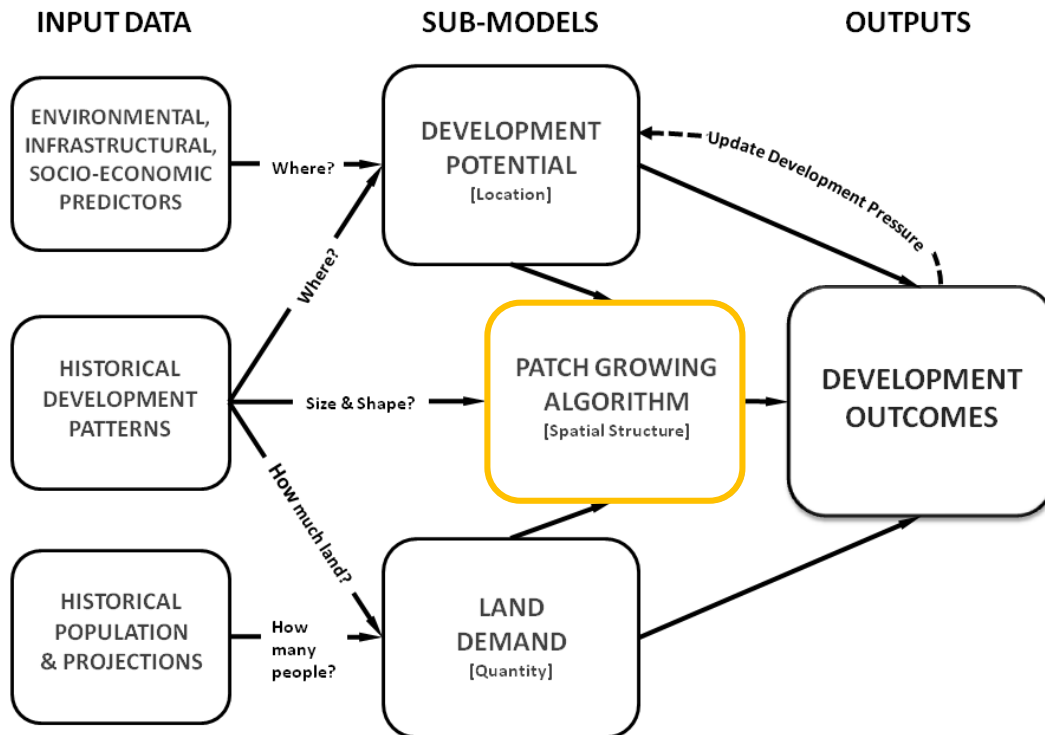 INPUT DATA
SUB-MODELS
OUTPUTS
ENVIRONMENTAL,
INFRASTRUCTURAL,
SOCIO-ECONOMIC
PREDICTORS
Where?
DEVELOPMENT
POTENTIAL
[Location]
Update Development Pressure
Where?
HISTORICAL
DEVELOPMENT
PATTERNS
Size & Shape?
PATCH GROWING
ALGORITHM
[Spatial Structure]
DEVELOPMENT
OUTCOMES
How much land?
HISTORICAL
POPULATION
& PROJECTIONS
How
many
people?
LAND
DEMAND
[Quantity]